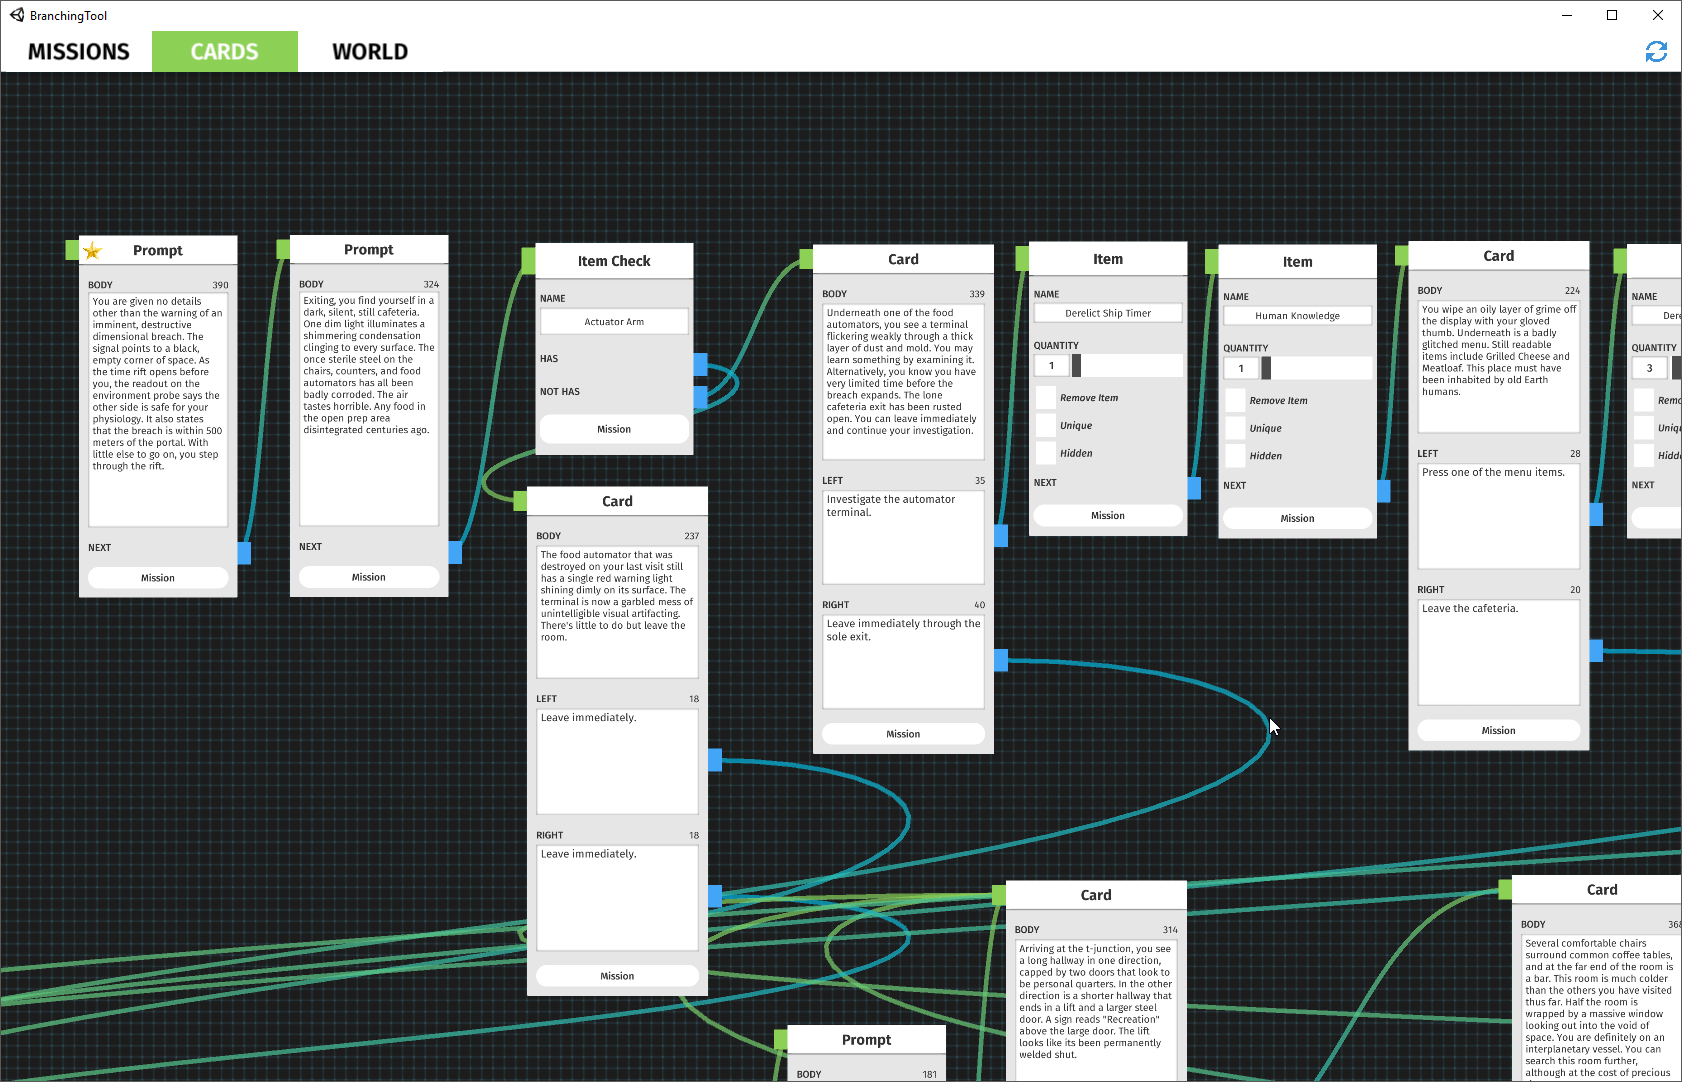 BranchingTool
MISSIONS
CARDS
WORLD
Prompt
BODY 390
You are given no details
other than the warning of an
imminent, destructive
dimensional breach. The
signal points to a black,
empty corner of space. As
the time rift opens before
you, the readout on the
environment probe says the
other side is safe for your
physiology. It also states
that the breach is within 500
meters of the portal. With
little else to go on, you step
through the rift.
NEXT
Mission
Prompt
BODY 324
Exiting, you find yourself in a
dark, silent, still cafeteria.
One dim light illuminates a
shimmering condensation
clinging to every surface. The
once sterile steel on the
chairs, counters, and food
automators has all been
badly corroded. The air
tastes horrible. Any food in
the open prep area
disintegrated centuries ago.
NEXT
Mission
Item Check
NAME
Actuator Arm
HAS
NOT HAS
Mission
Card
BODY 237
The food automator that was
destroyed on your last visit still
has a single red warning light
shining dimly on its surface. The
terminal is now a garbled mess of
unintelligible visual artifacting.
There's little to do but leave the
room.
LEFT 18
Leave immediately.
RIGHT 18
Leave immediately.
Mission
Card
BODY 339
Underneath one of the food
automators, you see a terminal
flickering weakly through a thick
layer of dust and mold. You may
learn something by examining it.
Alternatively, you know you have
very limited time before the
breach expands. The lone
cafeteria exit has been rusted
open. You can leave immediately
and continue your investigation.
LEFT 35
Investigate the automator
terminal.
RIGHT 40
Leave immediately through the
sole exit.
Mission
Item
NAME
Derelict Ship Timer
QUANTITY
1
Remove Item
Unique
Hidden
NEXT
Mission
Item
NAME
Human Knowledge
QUANTITY
1
Remove Item
Unique
Hidden
NEXT
Mission
Card
BODY 224
You wipe an oily layer of grime off
the display with your gloved
thumb. Underneath is a badly
glitched menu. Still readable
items include Grilled Cheese and
Meatloaf. This place must have
been inhabited by old Earth
humans.
LEFT 28
Press one of the menu items.
RIGHT 20
Leave the cafeteria.
Mission
NAME
Dere
QUANTITY
3
Remo
Uniq
Hidd
NEXT
Prompt
BODY 181
Card
BODY 314
Arriving at the t-junction, you see
a long hallway in one direction,
capped by two doors that look to
be personal quarters. In the other
direction is a shorter hallway that
ends in a lift and a larger steel
door. A sign reads "Recreation"
above the large door. The lift
looks like its been permanently
welded shut.
Card
BODY 368
Several comfortable chairs
surround common coffee tables,
and at the far end of the room is
a bar. This room is much colder
than the others you have visited
thus far. Half the room is
wrapped by a massive window
looking out into the void of
space. You are definitely on an
interplanetary vessel. You can
search this room further,
although at the cost of precious